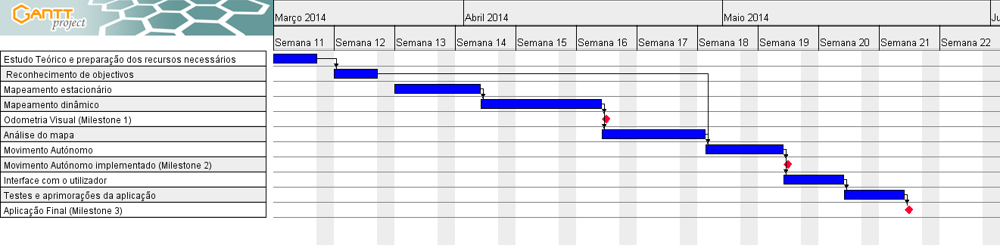 GANTT
project
Março 2014
Abril 2014
Maio 2014
Ju
Semana 11
Semana 12
Semana 13
Semana 14
Semana 15
Semana 16
Semana 17
Semana 18
Semana 19
Semana 20
Semana 21
Semana 22
Estudo Teórico e preparação dos recursos necessários
Reconhecimento de objectivos
Mapeamento estacionário
Mapeamento dinâmico
Odometria Visual (Milestone 1)
Análise do mapa
Movimento Autónomo
Movimento Autónomo implementado (Milestone 2)
Interface com o utilizador
Testes e aprimorações da aplicação
Aplicação Final (Milestone 3)